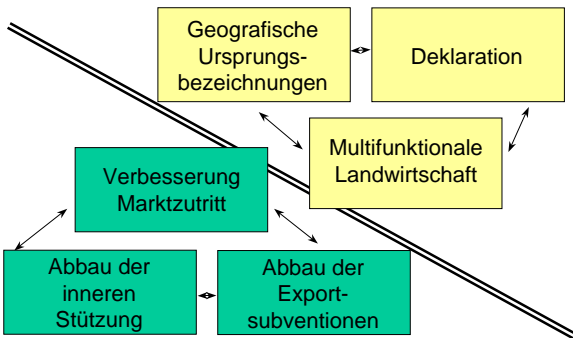 Geografische
Ursprungs-
bezeichnungen
Deklaration
Multifunktionale
Landwirtschaft
Verbesserung
Marktzutritt
Abbau der
inneren
Stützung
Abbau der
Export-
subventionen